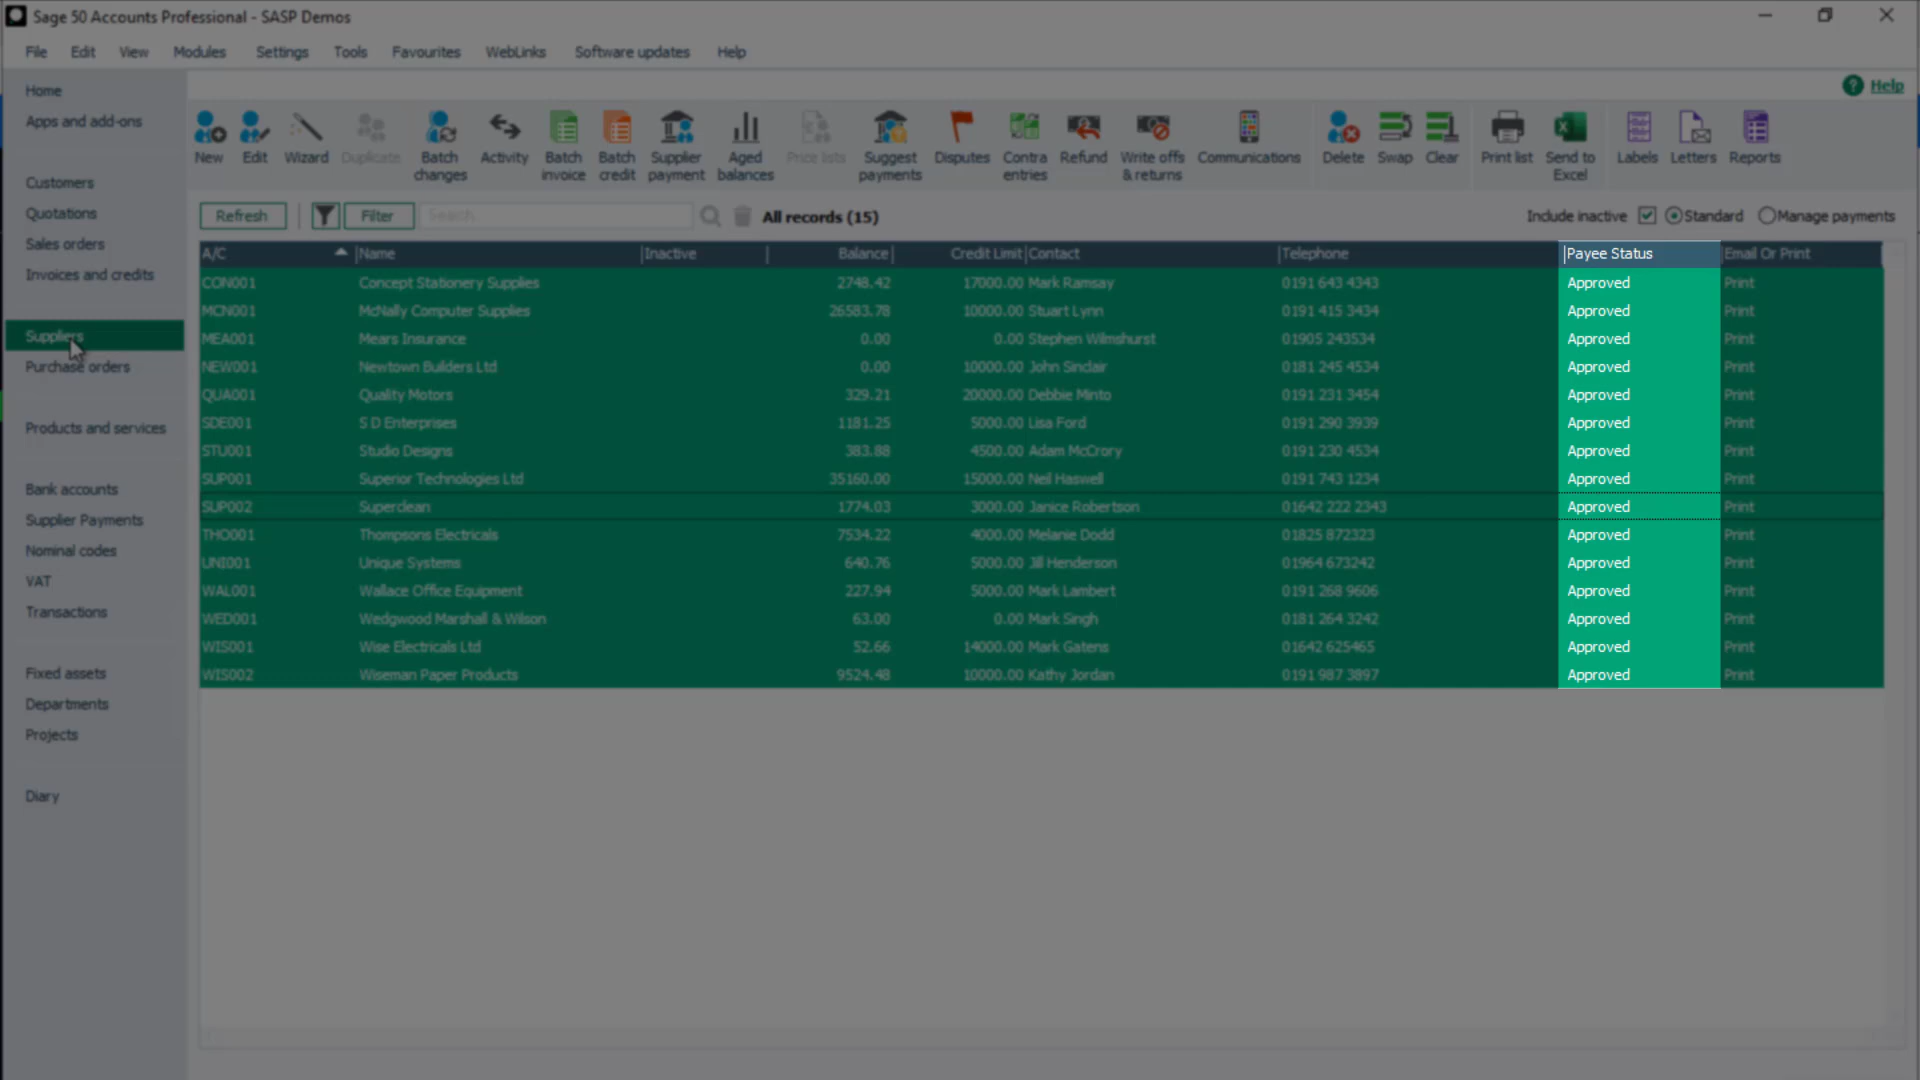 Sage 50 Accounts Professional - SASP Demos
File Edit View Modules Settings Tools Favourites WebLinks Software updates Help
Help
Home
Apps and add-ons
Customers
Quotations
Sales orders
Invoices and credits
Suppliers
Purchase orders
Products and services
Bank accounts
Supplier Payments
Nominal codes
VAT
Transactions
Fixed assets
Departments
Projects
Diary
New Edit Wizard Duplicate Batch changes Activity Batch invoice Batch credit Supplier payment Aged balances Price lists Suggest payments Disputes Contra entries Refund Write offs & returns Communications Delete Swap Clear Print list Send to Excel Labels Letters Reports
Refresh Filter Search... All records (15) Include inactive Standard Manage payments
A/C Name Inactive Balance Credit Limit Contact Telephone Payee Status Email Or Print
CON001 Concept Stationery Supplies 2748.42 17000.00 Mark Ramsay 0191 643 4343 Approved Print
MCN001 McNally Computer Supplies 26583.78 10000.00 Stuart Lynn 0191 415 3434 Approved Print
MEA001 Mears Insurance 0.00 0.00 Stephen Wilmshurst 01905 243534 Approved Print
NEW001 Newtown Builders Ltd 0.00 10000.00 John Sinclair 0181 245 4534 Approved Print
QUA001 Quality Motors 329.21 20000.00 Debbie Minto 0191 231 3454 Approved Print
SDE001 S D Enterprises 1181.25 5000.00 Lisa Ford 0191 290 3939 Approved Print
STU001 Studio Designs 383.88 4500.00 Adam McCrory 0191 230 4534 Approved Print
SUP001 Superior Technologies Ltd 35160.00 15000.00 Neil Haswell 0191 743 1234 Approved Print
SUP002 Superclean 1774.03 3000.00 Janice Robertson 01642 222 2343 Approved Print
THO001 Thompsons Electricals 7534.22 4000.00 Melanie Dodd 01825 872323 Approved Print
UNI001 Unique Systems 640.76 5000.00 Jill Henderson 01964 673242 Approved Print
WAL001 Wallace Office Equipment 227.94 5000.00 Mark Lambert 0191 268 9606 Approved Print
WED001 Wedgwood Marshall & Wilson 63.00 0.00 Mark Singh 0181 264 3242 Approved Print
WIS001 Wise Electricals Ltd 52.66 14000.00 Mark Gatens 01642 625465 Approved Print
WIS002 Wiseman Paper Products 9524.48 10000.00 Kathy Jordan 0191 987 3897 Approved Print